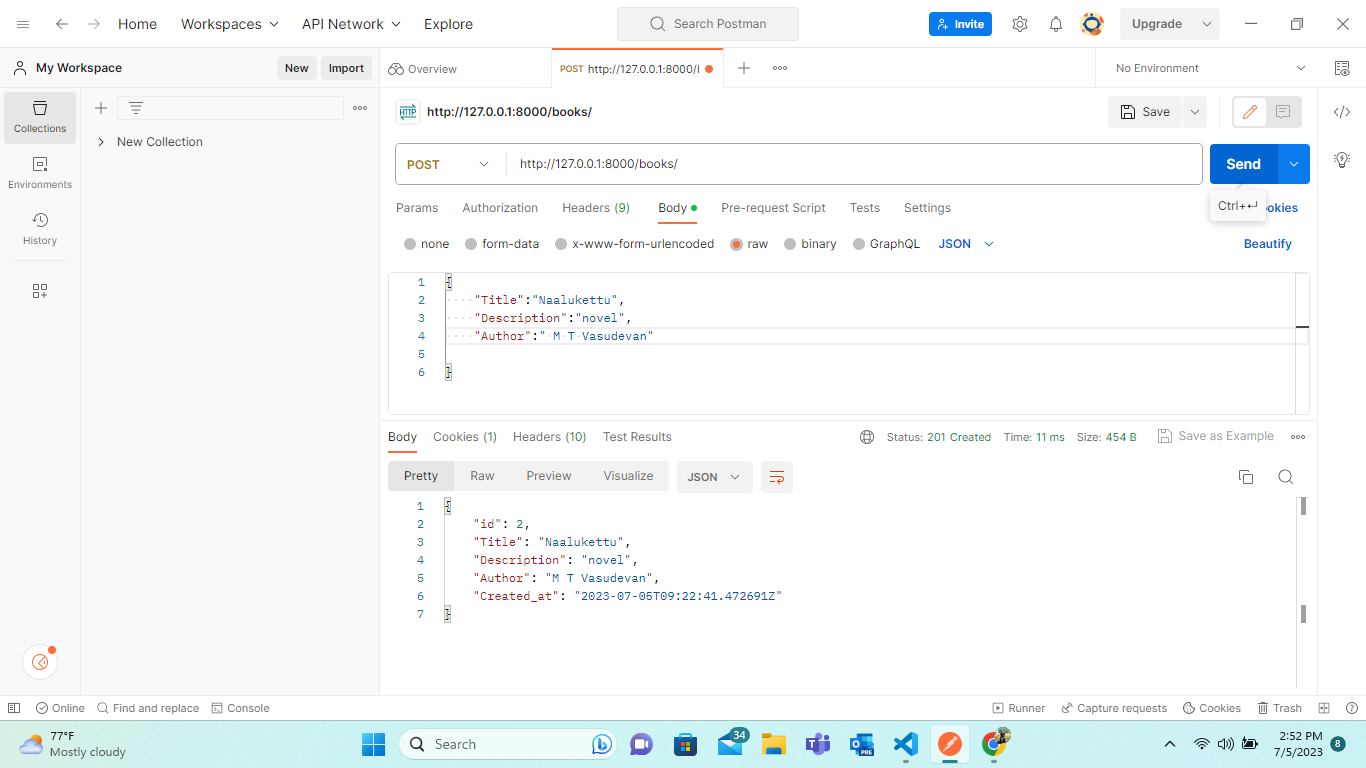 Home Workspaces API Network Explore Search Postman Invite Upgrade
My Workspace New Import Overview POST http://127.0.0.1:8000/ No Environment
Collections
New Collection
Environments
History
http://127.0.0.1:8000/books/ Save
POST http://127.0.0.1:8000/books/ Send
Ctrl+↵
Params Authorization Headers (9) Body Pre-request Script Tests Settings ookies
none form-data x-www-form-urlencoded raw binary GraphQL JSON Beautify
1 {
2 "Title":"Naalukettu",
3 "Description":"novel",
4 "Author":" M T Vasudevan"
5
6 }
Body Cookies (1) Headers (10) Test Results Status: 201 Created Time: 11 ms Size: 454 B Save as Example
Pretty Raw Preview Visualize JSON
1 {
2 "id": 2,
3 "Title": "Naalukettu",
4 "Description": "novel",
5 "Author": "M T Vasudevan",
6 "Created_at": "2023-07-05T09:22:41.472691Z"
7 }
Online Find and replace Console Runner Capture requests Cookies Trash
77°F
Mostly cloudy
Search
34
PRE
2:52 PM
7/5/2023
8